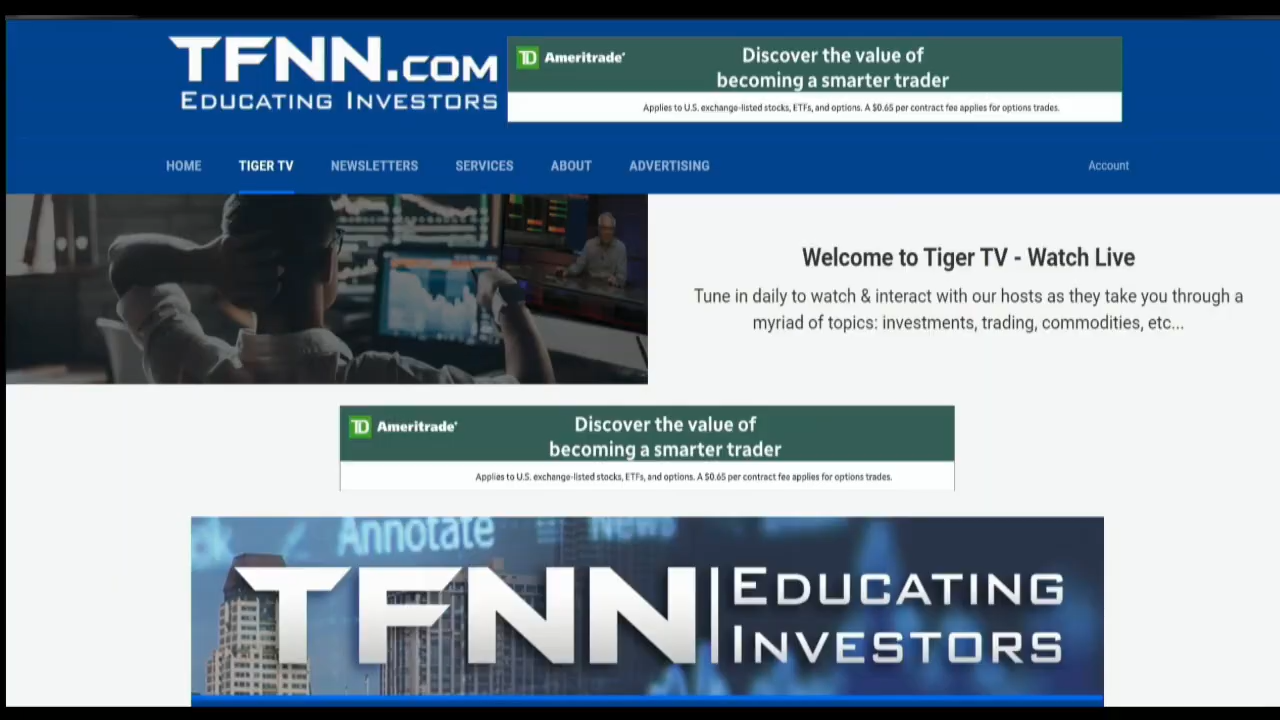 TFNN.COM
EDUCATING INVESTORS
TD Ameritrade
Discover the value of
becoming a smarter trader
Applies to U.S. exchange-listed stocks, ETFs, and options. A $0.65 per contract fee applies for options trades.
HOME TIGER TV NEWSLETTERS SERVICES ABOUT ADVERTISING Account
Welcome to Tiger TV - Watch Live
Tune in daily to watch & interact with our hosts as they take you through a
myriad of topics: investments, trading, commodities, etc...
TD Ameritrade
Discover the value of
becoming a smarter trader
Applies to U.S. exchange-listed stocks, ETFs, and options. A $0.65 per contract fee applies for options trades.
Annotate News
TFNN EDUCATING
INVESTORS